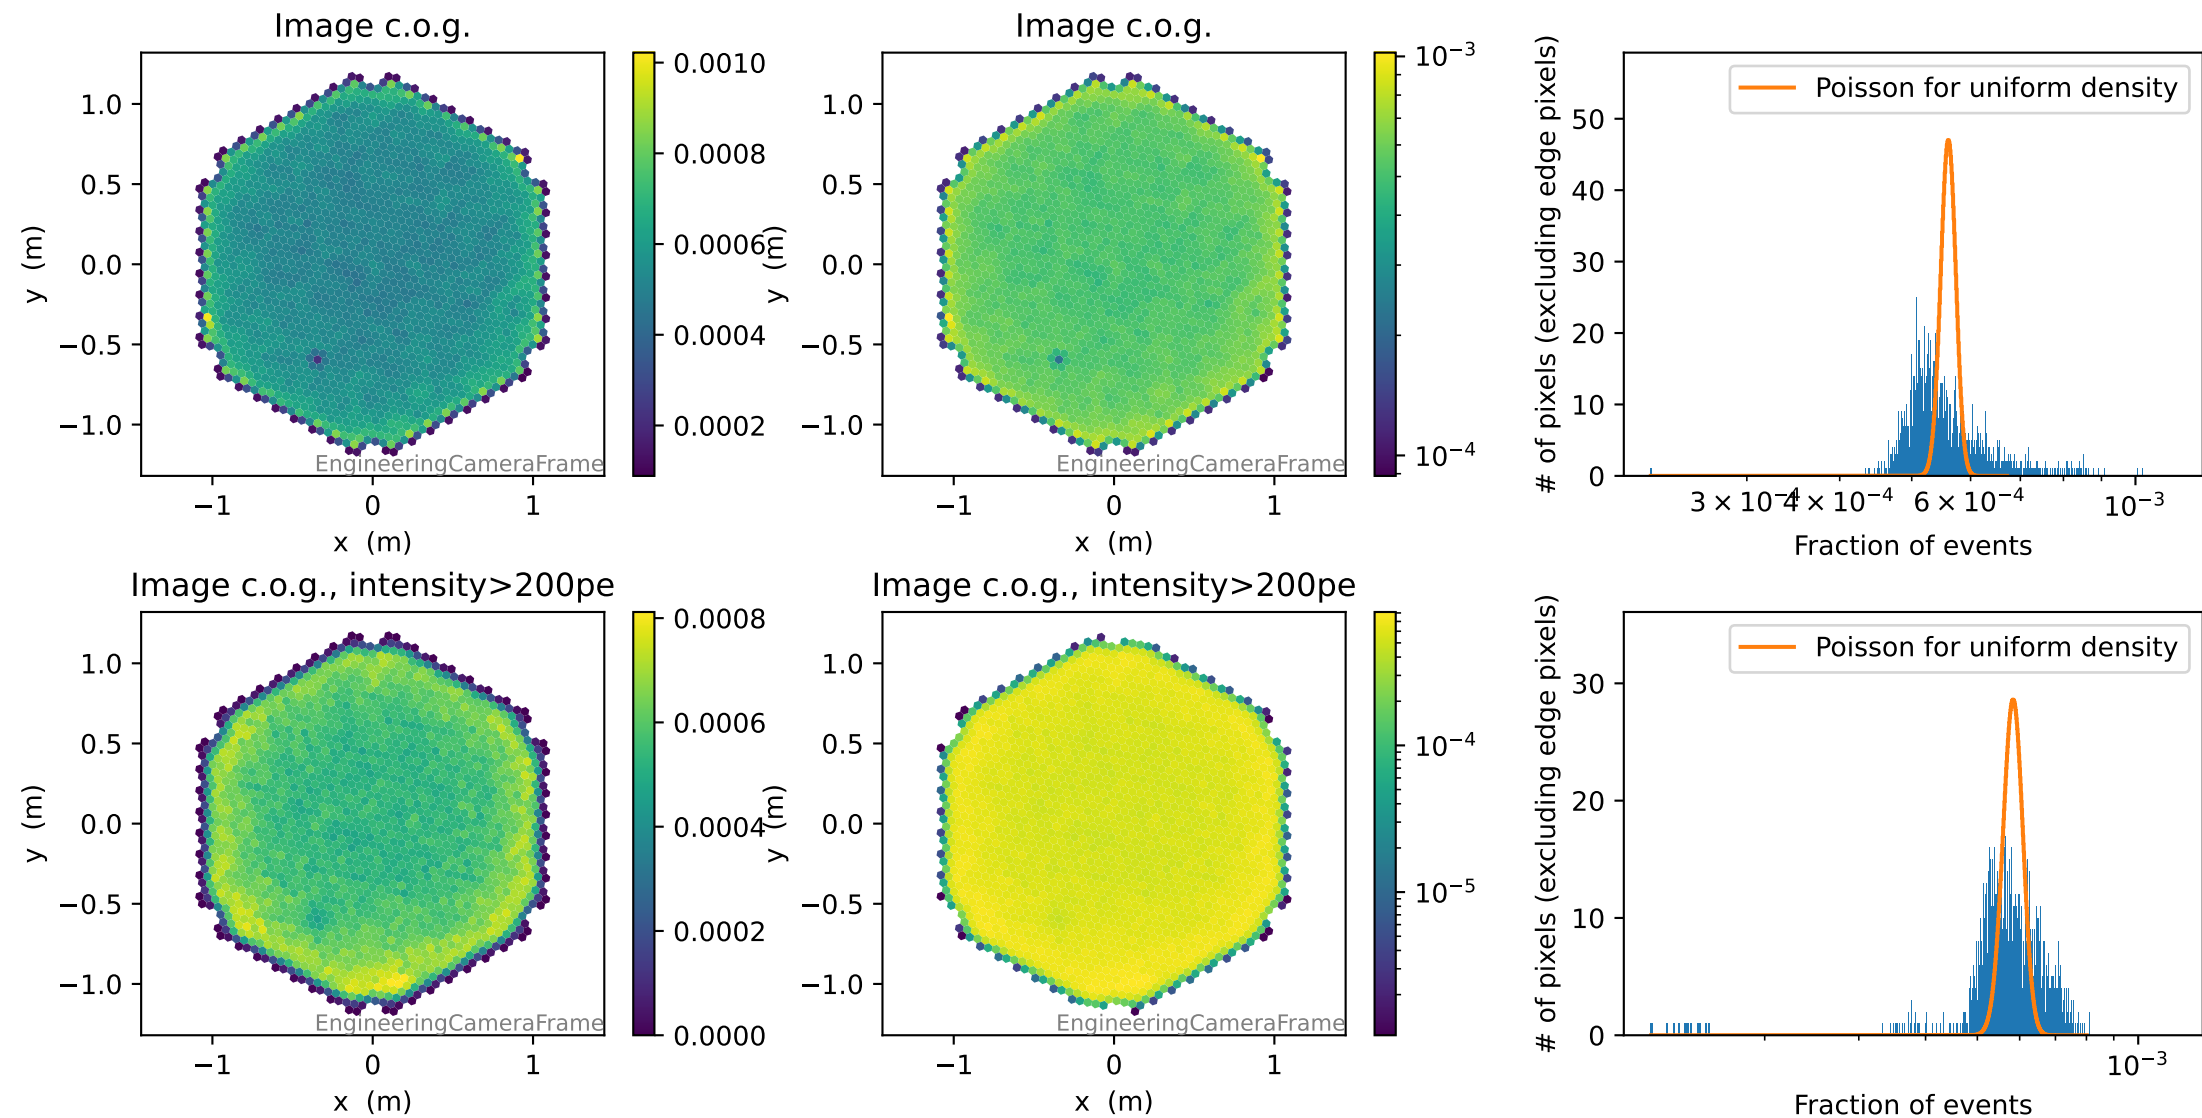 Image c.o.g.
1.0
0.5
0.0
−0.5
−1.0
y (m)
−1 0 1
x (m)
EngineeringCameraFrame
0.0010
0.0008
0.0006
0.0004
0.0002
Image c.o.g.
1.0
0.5
0.0
−0.5
−1.0
y (m)
−1 0 1
x (m)
EngineeringCameraFrame
10⁻³
10⁻⁴
Poisson for uniform density
# of pixels (excluding edge pixels)
50
40
30
20
10
0
3 × 10⁻⁴ 4 × 10⁻⁴ 6 × 10⁻⁴ 10⁻³
Fraction of events
Image c.o.g., intensity>200pe
1.0
0.5
0.0
−0.5
−1.0
y (m)
−1 0 1
x (m)
EngineeringCameraFrame
0.0008
0.0006
0.0004
0.0002
0.0000
Image c.o.g., intensity>200pe
1.0
0.5
0.0
−0.5
−1.0
y (m)
−1 0 1
x (m)
EngineeringCameraFrame
10⁻⁴
10⁻⁵
Poisson for uniform density
# of pixels (excluding edge pixels)
30
20
10
0
10⁻³
Fraction of events